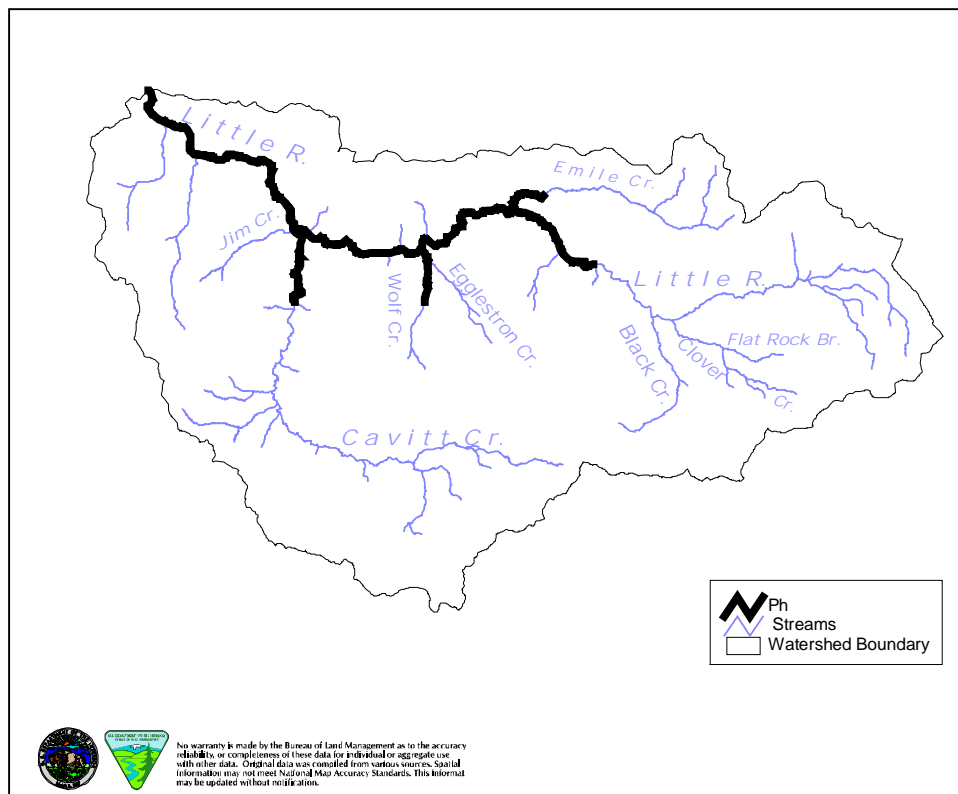 Little R.
Emile Cr.
Jim Cr.
Wolf Cr.
Egglestron Cr.
Little R.
Black Cr.
Clover Cr.
Flat Rock Br.
Cavitt Cr.
Ph
Streams
Watershed Boundary
No warranty is made by the Bureau of Land Management as to the accuracy
reliability, or completeness of these data for individual or aggregate use
with other data. Original data was compiled from various sources. Spatial
information may not meet National Map Accuracy Standards. This informat
may be updated without notification.